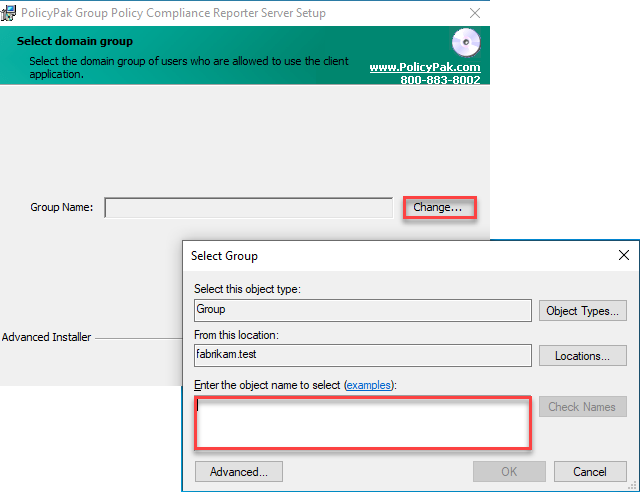 PolicyPak Group Policy Compliance Reporter Server Setup
Select domain group
Select the domain group of users who are allowed to use the client
application.
www.PolicyPak.com
800-883-8002
Group Name:
Change...
Advanced Installer
Select Group
Select this object type:
Group
Object Types...
From this location:
fabrikam.test
Locations...
Enter the object name to select (examples):
Check Names
Advanced...
OK
Cancel